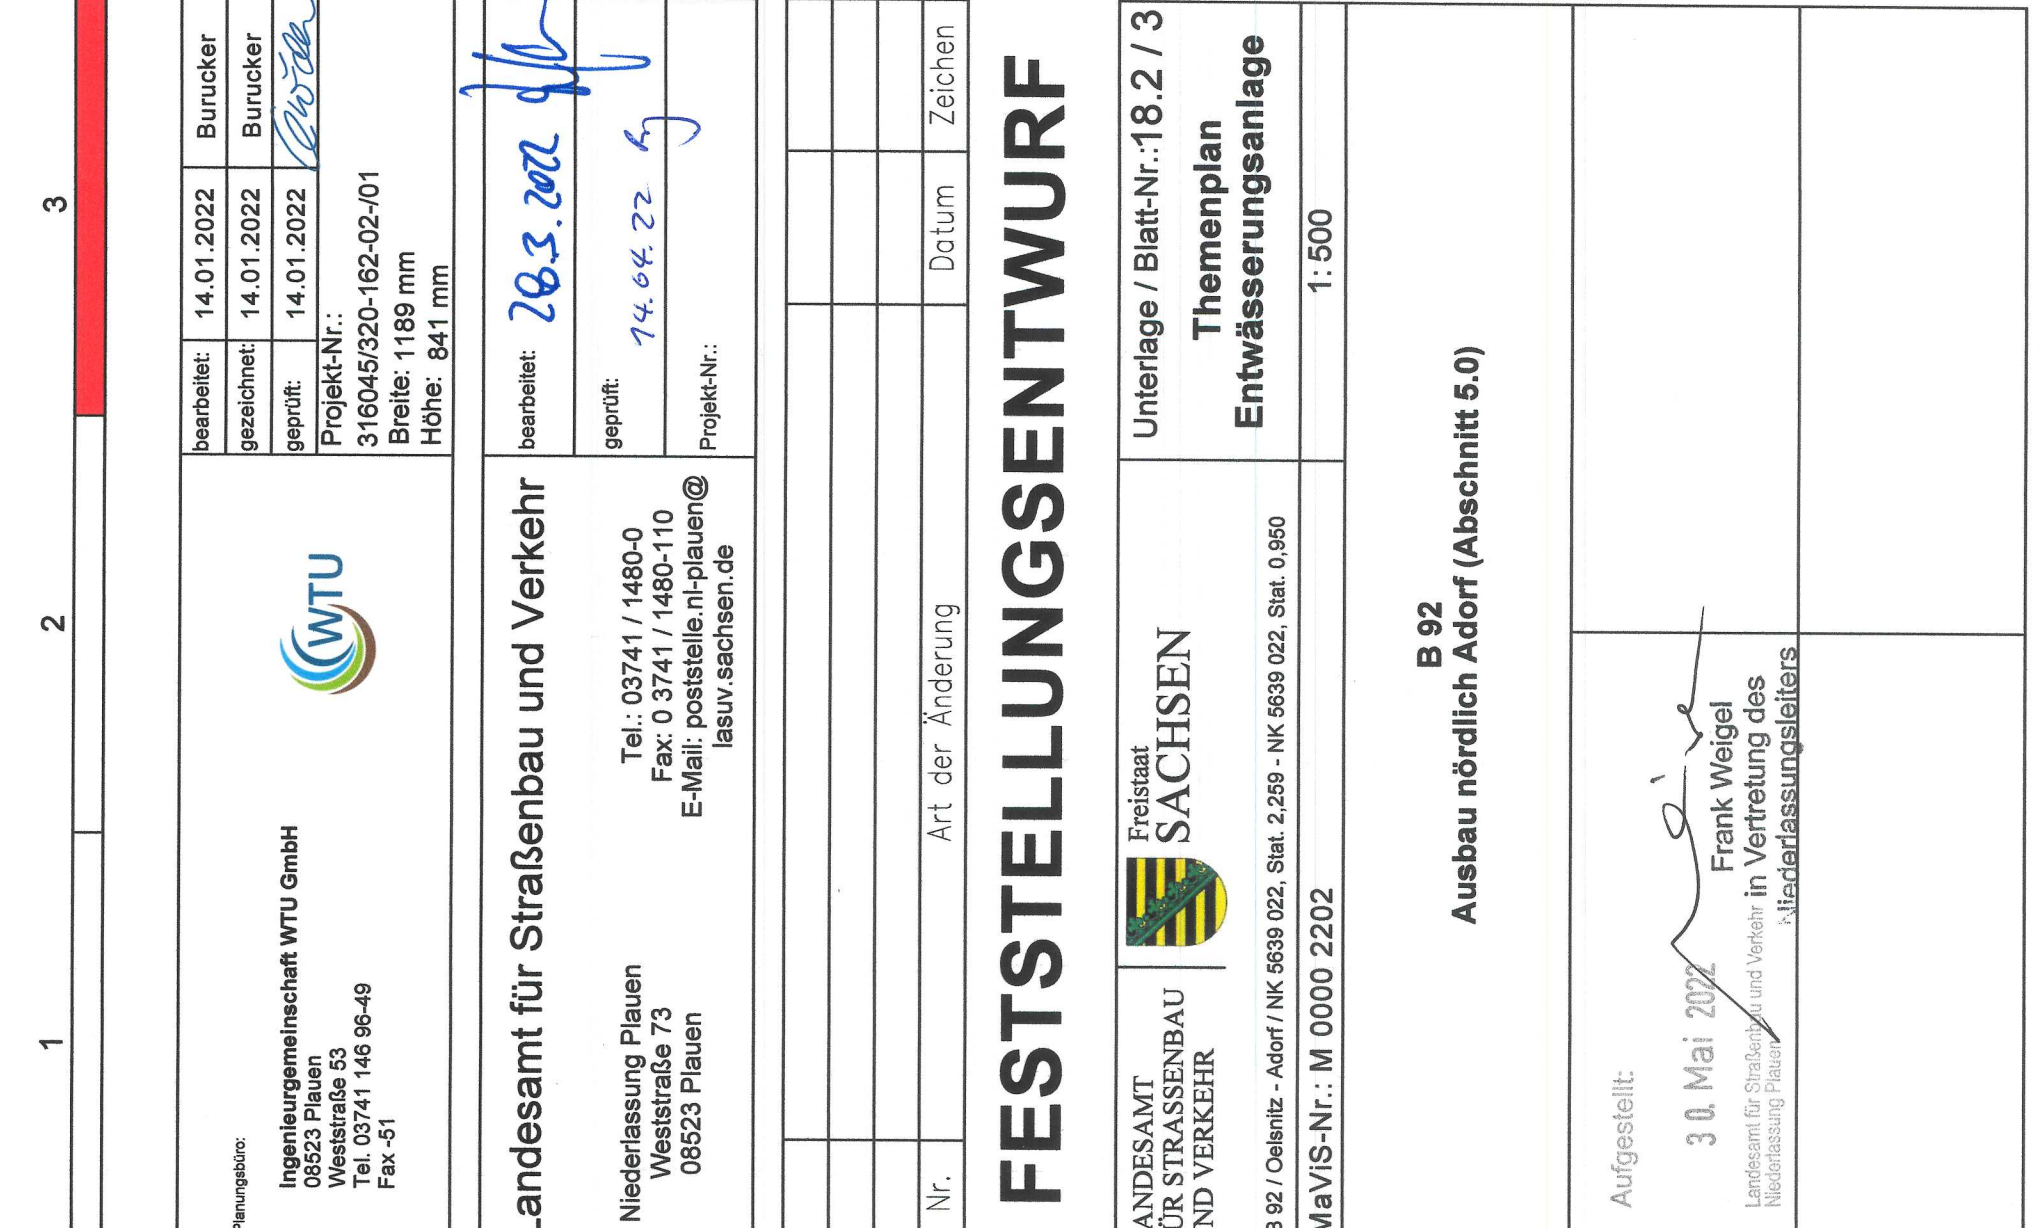 1
2
3
Planungsbüro:
Ingenieurgemeinschaft WTU GmbH
08523 Plauen
Weststraße 53
Tel. 03741 146 96-49
Fax -51
WTU
bearbeitet: 14.01.2022 Burucker
gezeichnet: 14.01.2022 Burucker
geprüft: 14.01.2022
Projekt-Nr.:
316045/320-162-02-/01
Breite: 1189 mm
Höhe: 841 mm
Landesamt für Straßenbau und Verkehr
Niederlassung Plauen
Weststraße 73
08523 Plauen
Tel.: 03741 / 1480-0
Fax: 0 3741 / 1480-110
E-Mail: poststelle.nl-plauen@
lasuv.sachsen.de
bearbeitet: 28.3.2022
geprüft: 14.04.22
Projekt-Nr.:
Nr. Art der Änderung Datum Zeichen
FESTSTELLUNGSENTWURF
ANDESAMT
ÜR STRASSENBAU
ND VERKEHR
Freistaat
SACHSEN
Unterlage / Blatt-Nr.:18.2 / 3
Themenplan
Entwässerungsanlage
B 92 / Oelsnitz - Adorf / NK 5639 022, Stat. 2,259 - NK 5639 022, Stat. 0,950
MaViS-Nr.: M 0000 2202
1: 500
B 92
Ausbau nördlich Adorf (Abschnitt 5.0)
Aufgestellt:
30. Mai 2022
Frank Weigel
Landesamt für Straßenbau und Verkehr in Vertretung des
Niederlassung Plauen Niederlassungsleiters